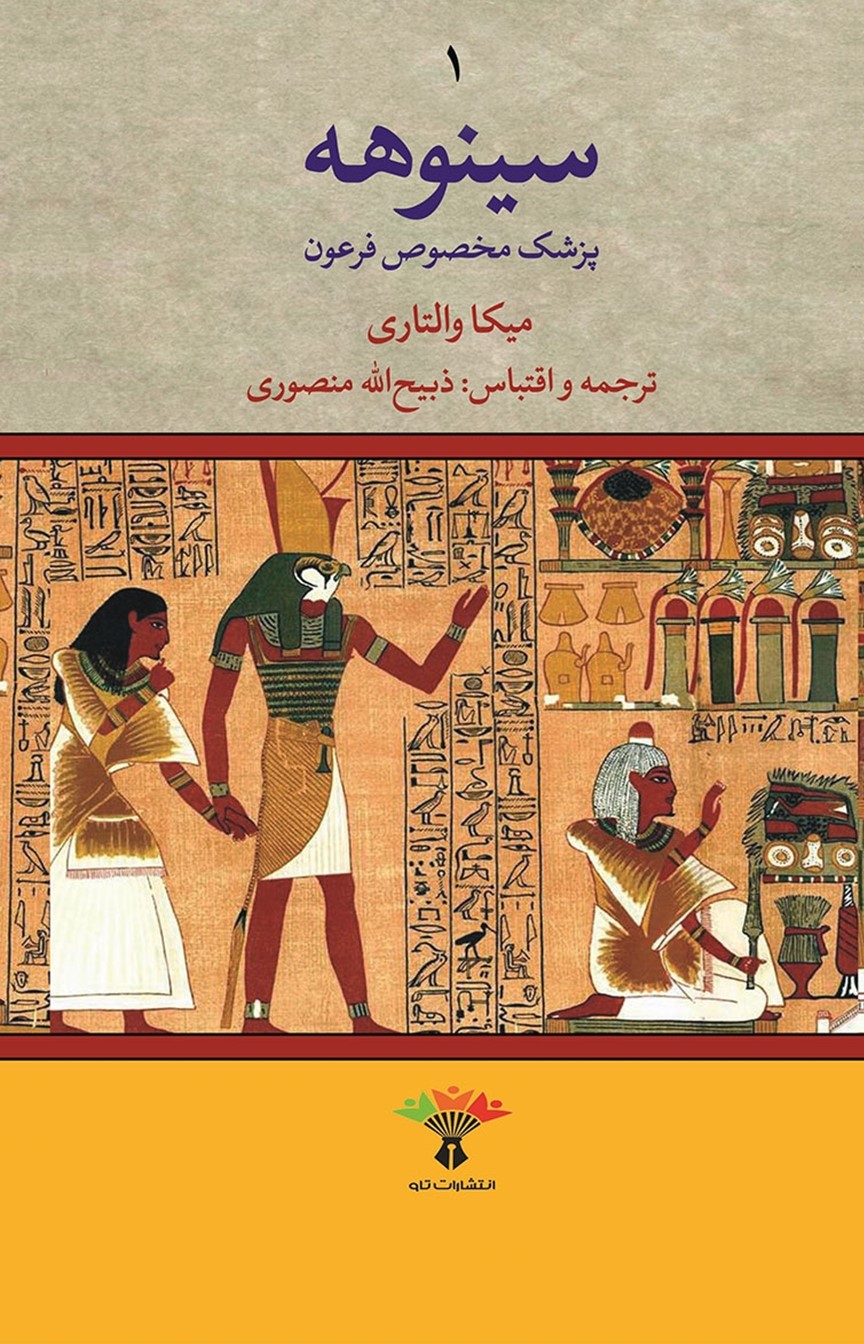 ۱
سینوهه
پزشک مخصوص فرعون
میکا والتاری
ترجمه و اقتباس: ذبیح‌الله منصوری
انتشارات تاو